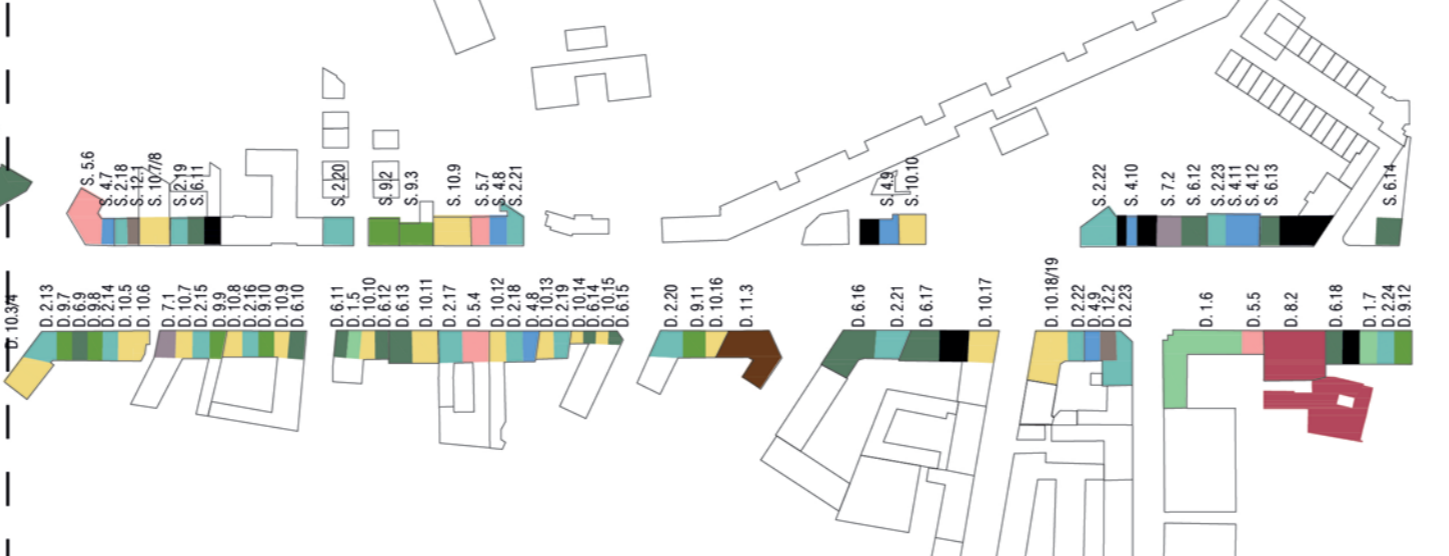 S. 5.6
S. 4.7
S. 2.18
S. 12.1
S. 10.7/8
S. 2.19
S. 6.11
S. 2.20
S. 9.2
S. 9.3
S. 10.9
S. 5.7
S. 4.8
S. 2.21
S. 4.9
S. 10.10
S. 2.22
S. 4.10
S. 7.2
S. 6.12
S. 2.23
S. 4.11
S. 4.12
S. 6.13
S. 6.14
D. 10.3/4
D. 2.13
D. 9.7
D. 6.9
D. 9.8
D. 2.14
D. 10.5
D. 10.6
D. 7.1
D. 10.7
D. 2.15
D. 9.9
D. 10.8
D. 2.16
D. 9.10
D. 10.9
D. 6.10
D. 6.11
D. 1.5
D. 10.10
D. 6.12
D. 6.13
D. 10.11
D. 2.17
D. 5.4
D. 10.12
D. 2.18
D. 4.8
D. 10.13
D. 2.19
D. 10.14
D. 6.14
D. 10.15
D. 6.15
D. 2.20
D. 9.11
D. 10.16
D. 11.3
D. 6.16
D. 2.21
D. 6.17
D. 10.17
D. 10.18/19
D. 2.22
D. 4.9
D. 12.2
D. 2.23
D. 1.6
D. 5.5
D. 8.2
D. 6.18
D. 1.7
D. 2.24
D. 9.12